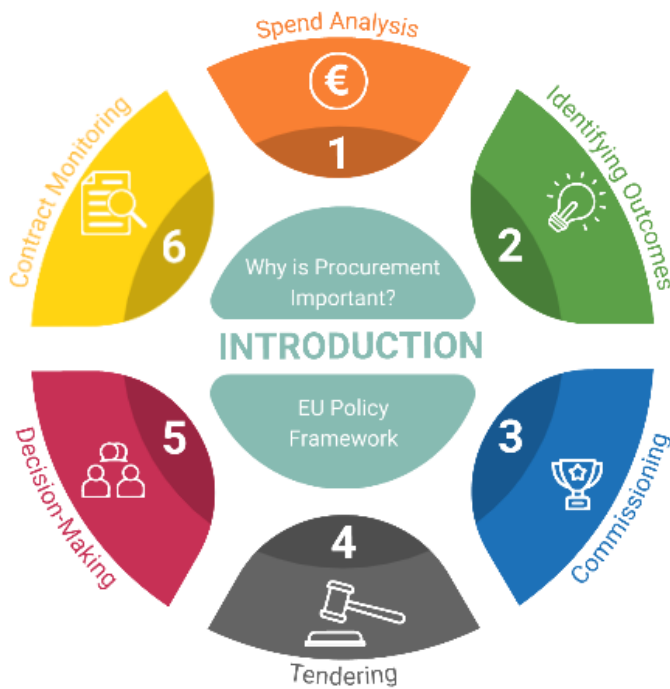 Spend Analysis
€
1
Identifying Outcomes
2
Commissioning
3
4
Tendering
Decision-Making
5
Contract Monitoring
6
Why is Procurement
Important?
INTRODUCTION
EU Policy
Framework